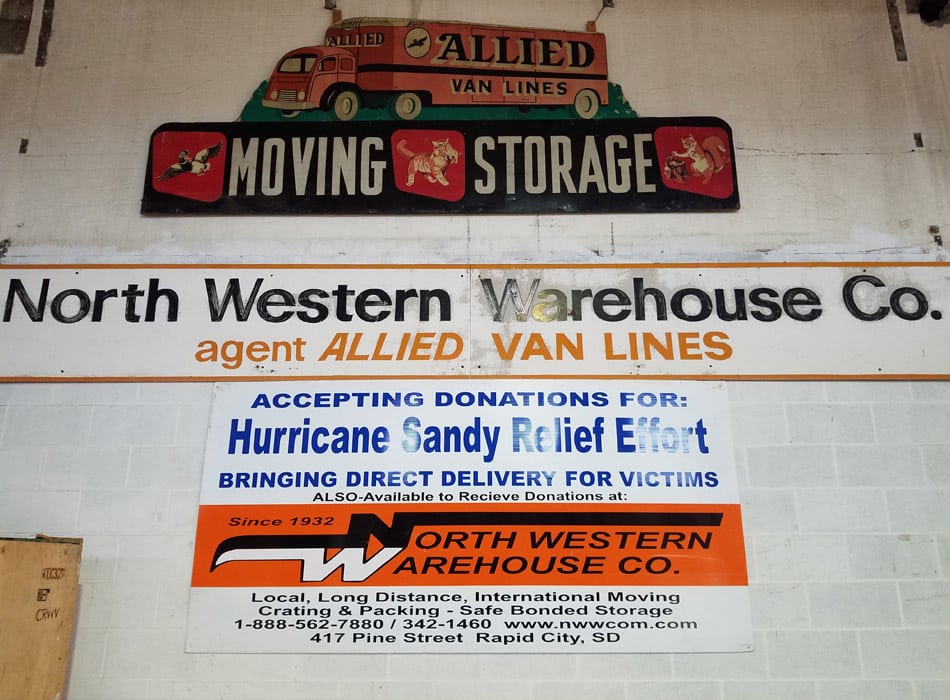 ALLIED
ALLIED
VAN LINES
MOVING STORAGE
North Western Warehouse Co.
agent ALLIED VAN LINES
ACCEPTING DONATIONS FOR:
Hurricane Sandy Relief Effort
BRINGING DIRECT DELIVERY FOR VICTIMS
ALSO-Available to Recieve Donations at:
Since 1932
NORTH WESTERN
WAREHOUSE CO.
Local, Long Distance, International Moving
Crating & Packing - Safe Bonded Storage
1-888-562-7880 / 342-1460 www.nwwcom.com
417 Pine Street Rapid City, SD